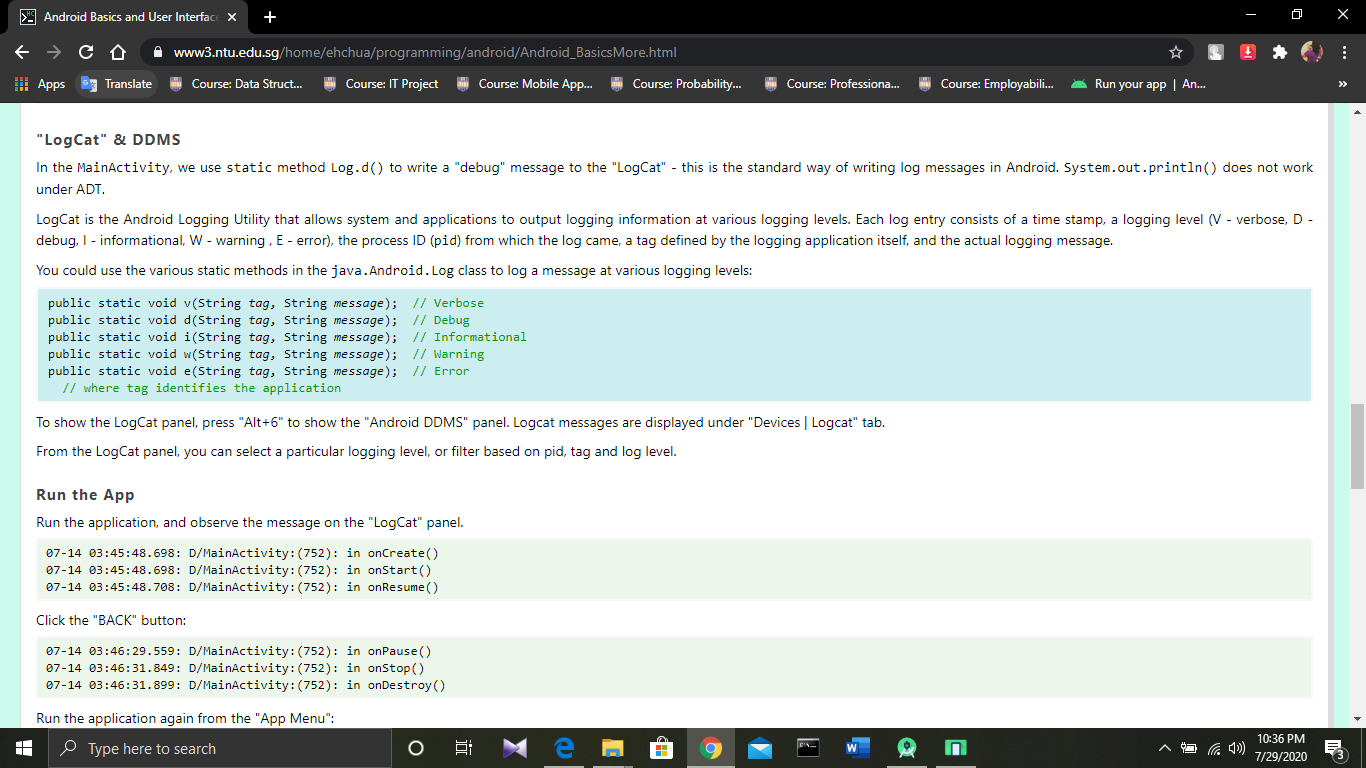 Android Basics and User Interface
www3.ntu.edu.sg/home/ehchua/programming/android/Android_BasicsMore.html
Apps Translate Course: Data Struct... Course: IT Project Course: Mobile App... Course: Probability... Course: Professiona... Course: Employabili... Run your app | An... »
"LogCat" & DDMS
In the MainActivity, we use static method Log.d() to write a "debug" message to the "LogCat" - this is the standard way of writing log messages in Android. System.out.println() does not work
under ADT.
LogCat is the Android Logging Utility that allows system and applications to output logging information at various logging levels. Each log entry consists of a time stamp, a logging level (V - verbose, D -
debug, I - informational, W - warning , E - error), the process ID (pid) from which the log came, a tag defined by the logging application itself, and the actual logging message.
You could use the various static methods in the java.Android.Log class to log a message at various logging levels:
public static void v(String tag, String message); // Verbose
public static void d(String tag, String message); // Debug
public static void i(String tag, String message); // Informational
public static void w(String tag, String message); // Warning
public static void e(String tag, String message); // Error
// where tag identifies the application
To show the LogCat panel, press "Alt+6" to show the "Android DDMS" panel. Logcat messages are displayed under "Devices | Logcat" tab.
From the LogCat panel, you can select a particular logging level, or filter based on pid, tag and log level.
Run the App
Run the application, and observe the message on the "LogCat" panel.
07-14 03:45:48.698: D/MainActivity:(752): in onCreate()
07-14 03:45:48.698: D/MainActivity:(752): in onStart()
07-14 03:45:48.708: D/MainActivity:(752): in onResume()
Click the "BACK" button:
07-14 03:46:29.559: D/MainActivity:(752): in onPause()
07-14 03:46:31.849: D/MainActivity:(752): in onStop()
07-14 03:46:31.899: D/MainActivity:(752): in onDestroy()
Run the application again from the "App Menu":
Type here to search
10:36 PM
7/29/2020
3